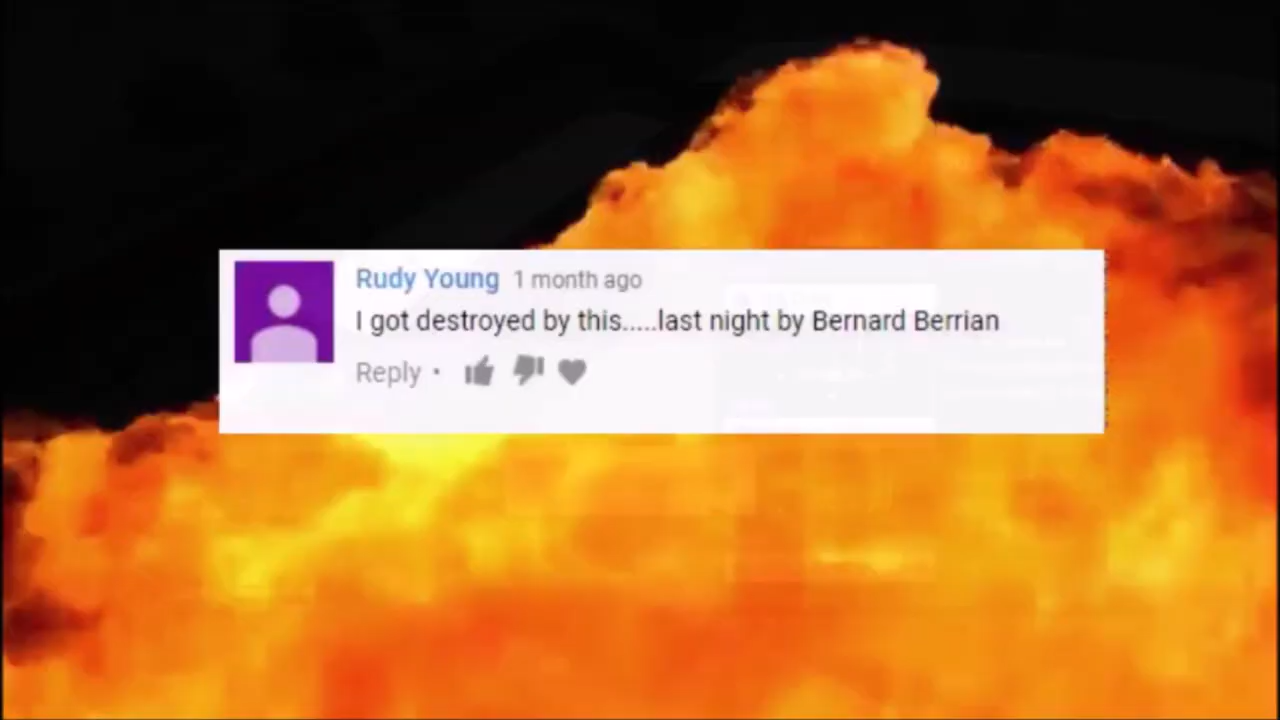 Rudy Young 1 month ago
I got destroyed by this.....last night by Bernard Berrian
Reply •